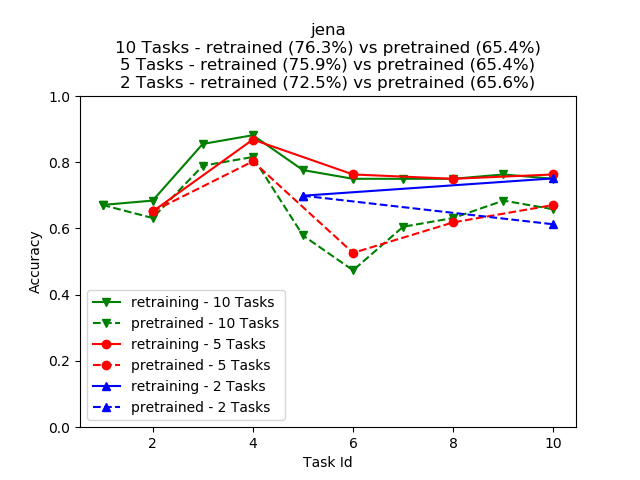 jena
10 Tasks - retrained (76.3%) vs pretrained (65.4%)
5 Tasks - retrained (75.9%) vs pretrained (65.4%)
2 Tasks - retrained (72.5%) vs pretrained (65.6%)
1.0
0.8
0.6
0.4
0.2
0.0
Accuracy
retraining - 10 Tasks
pretrained - 10 Tasks
retraining - 5 Tasks
pretrained - 5 Tasks
retraining - 2 Tasks
pretrained - 2 Tasks
2 4 6 8 10
Task Id